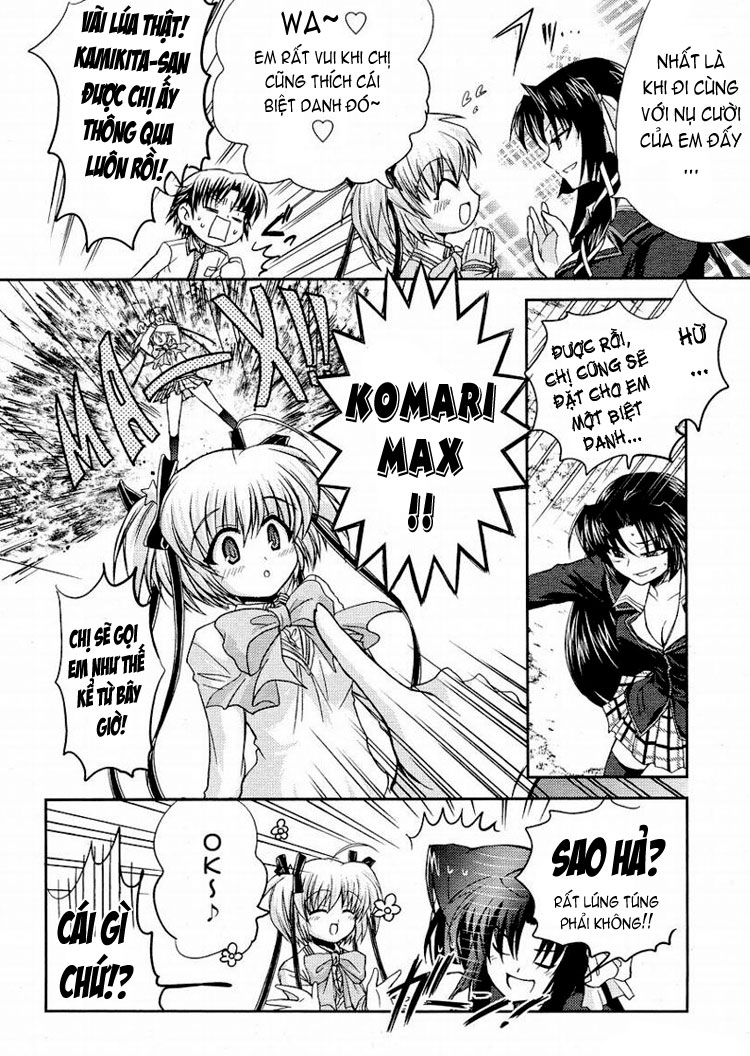 NHẤT LÀ
KHI ĐI CÙNG
VỚI NỤ CƯỜI
CỦA EM ĐẤY
...
WA~♡
EM RẤT VUI KHI CHỊ
CŨNG THÍCH CÁI
BIỆT DANH ĐÓ~
♡
VÃI LÚA THẬT!
KAMIKITA-SAN
ĐƯỢC CHỊ ẤY
THÔNG QUA
LUÔN RỒI!
HỪ
...
ĐƯỢC RỒI,
CHỊ CŨNG SẼ
ĐẶT CHO EM
MỘT BIỆT
DANH...
KOMARI
MAX
!!
MA—X!!
CHỊ SẼ GỌI
EM NHƯ THẾ
KỂ TỪ BÂY
GIỜ!
SAO HẢ?
RẤT LÚNG TÚNG
PHẢI KHÔNG!!
OK~♪
CÁI GÌ
CHỨ!?